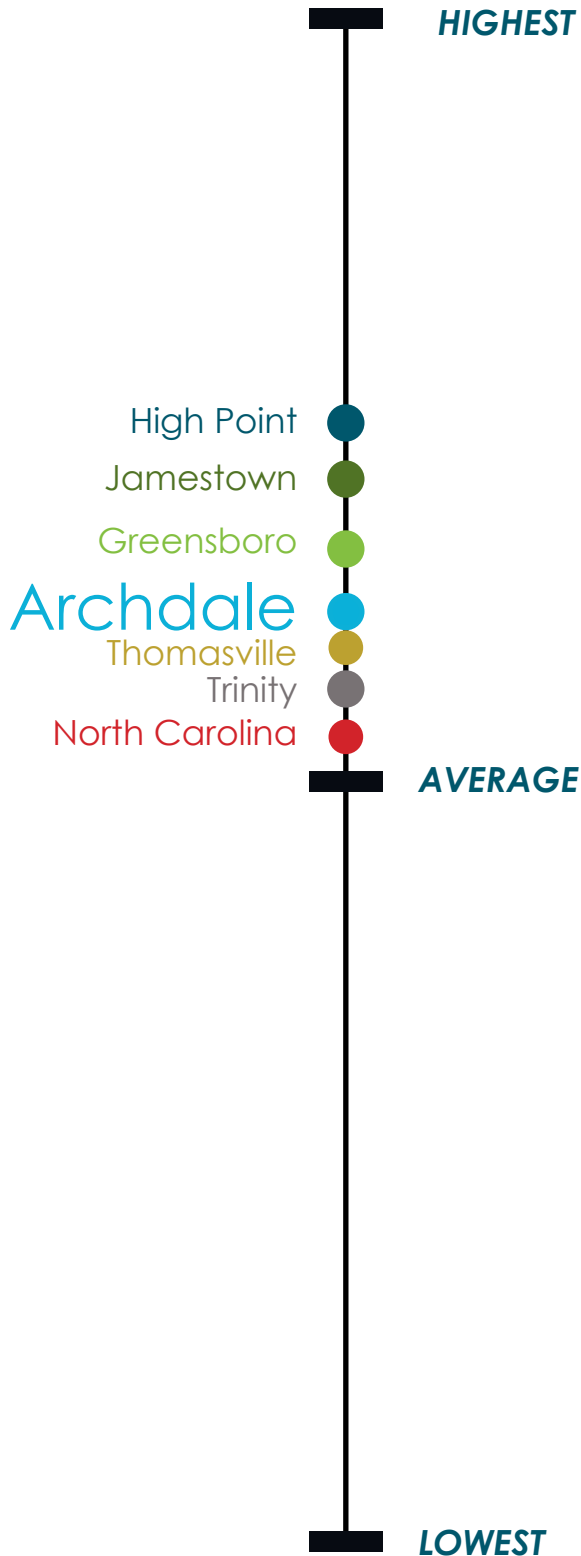 HIGHEST
High Point
Jamestown
Greensboro
Archdale
Thomasville
Trinity
North Carolina
AVERAGE
LOWEST